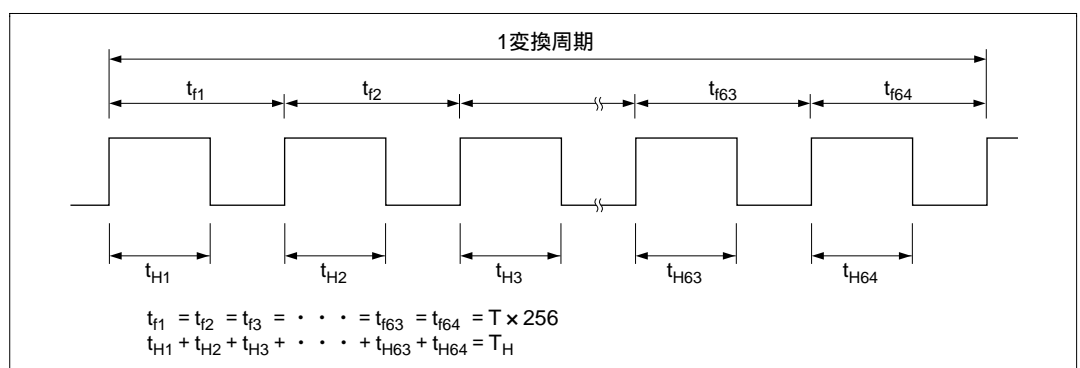 1変換周期
tf1 tf2 tf63 tf64
tH1 tH2 tH3 tH63 tH64
tf1 = tf2 = tf3 = ・ ・ ・ = tf63 = tf64 = T × 256
tH1 + tH2 + tH3 + ・ ・ ・ + tH63 + tH64 = TH